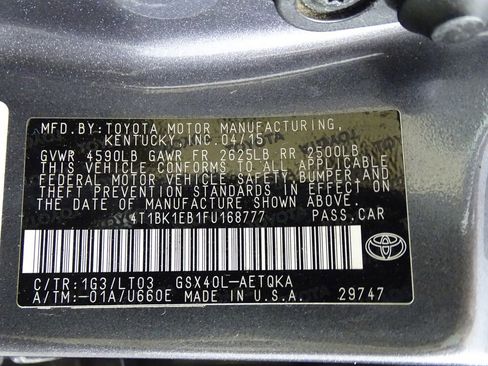 MFD.BY:TOYOTA MOTOR MANUFACTURING,
KENTUCKY,INC.04/15
GVWR 4590LB GAWR FR 2625LB RR 2500LB
THIS VEHICLE CONFORMS TO ALL APPLICABLE
FEDERAL MOTOR VEHICLE SAFETY, BUMPER,AND
THEFT PREVENTION STANDARDS IN EFFECT ON
THE DATE OF MANUFACTURE SHOWN ABOVE.
4T1BK1EB1FU168777 PASS.CAR
C/TR:1G3/LT03 GSX40L-AETQKA
A/TM:-01A/U660E MADE IN U.S.A. 29747
TOYOTA